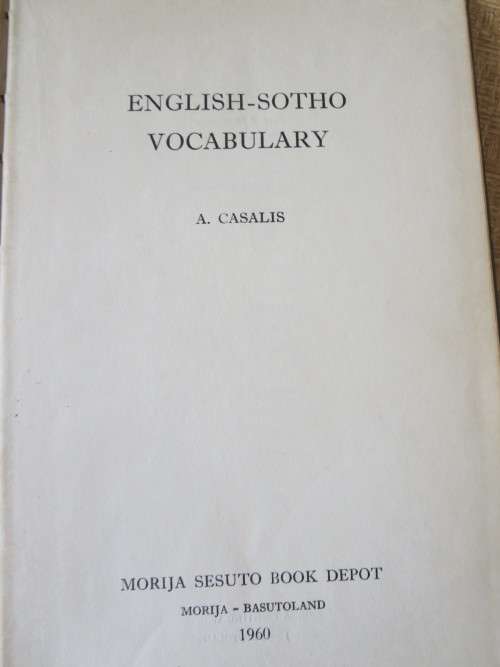 ENGLISH-SOTHO
VOCABULARY
A. CASALIS
MORIJA SESUTO BOOK DEPOT
MORIJA - BASUTOLAND
1960